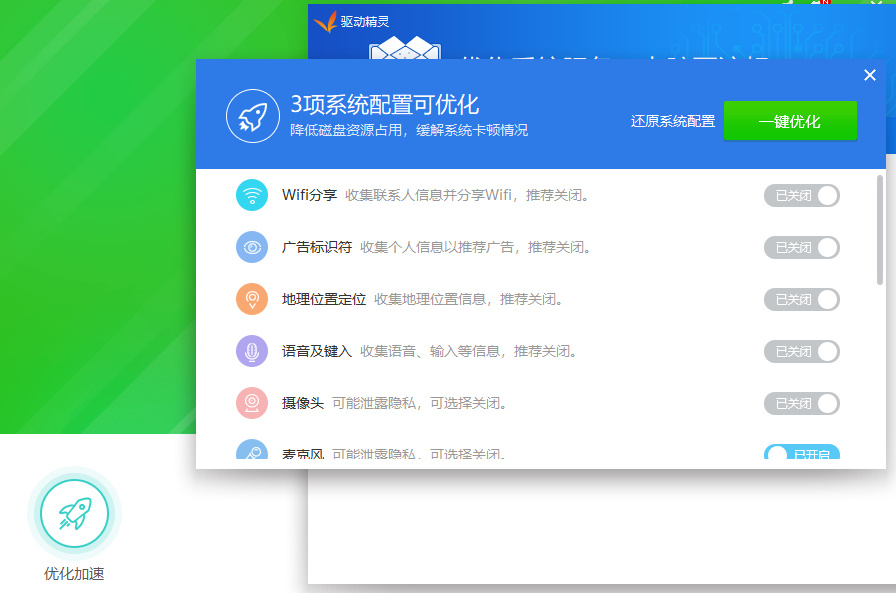 驱动精灵
3项系统配置可优化
降低磁盘资源占用，缓解系统卡顿情况
还原系统配置
一键优化
Wifi分享 收集联系人信息并分享Wifi，推荐关闭。
已关闭
广告标识符 收集个人信息以推荐广告，推荐关闭。
已关闭
地理位置定位 收集地理位置信息，推荐关闭。
已关闭
语音及键入 收集语音、输入等信息，推荐关闭。
已关闭
摄像头 可能泄露隐私，可选择关闭。
已关闭
麦克风 可能泄露隐私，可选择关闭。
已开启
优化加速